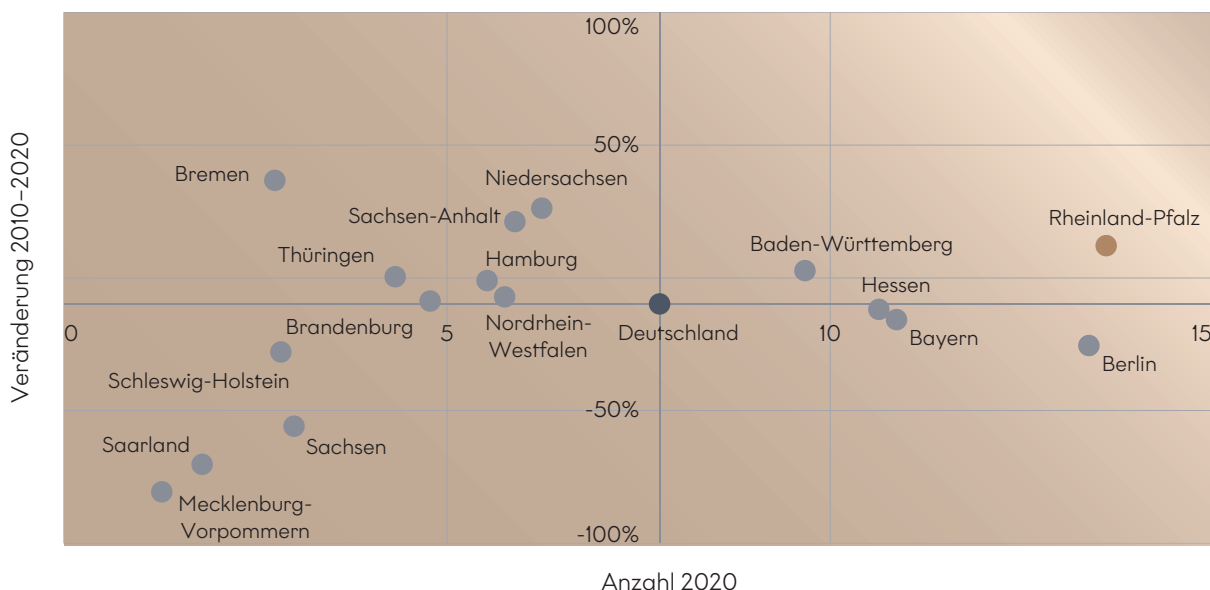 100%
50%
Bremen
Niedersachsen
Sachsen-Anhalt
Rheinland-Pfalz
Thüringen
Hamburg
Baden-Württemberg
Hessen
0
Brandenburg
5
Nordrhein-
Westfalen
Deutschland
10
Bayern
15
Berlin
Schleswig-Holstein
-50%
Saarland
Sachsen
Mecklenburg-
Vorpommern
-100%
Veränderung 2010–2020
Anzahl 2020